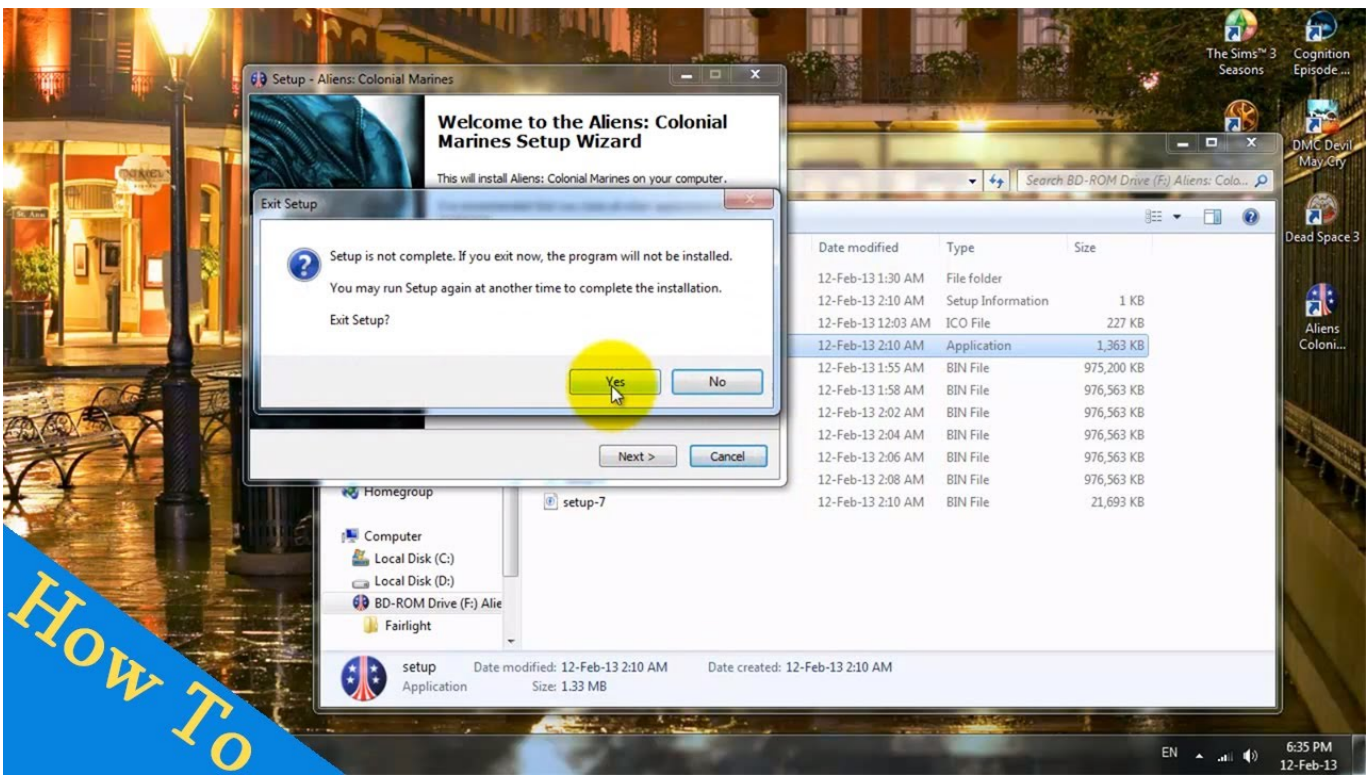 The Sims™ 3
Seasons
Cognition
Episode ...
Setup - Aliens: Colonial Marines
Welcome to the Aliens: Colonial
Marines Setup Wizard
This will install Aliens: Colonial Marines on your computer.
DMC Devil
May Cry
Search BD-ROM Drive (F:) Aliens: Colo...
Exit Setup
Setup is not complete. If you exit now, the program will not be installed.
You may run Setup again at another time to complete the installation.
Exit Setup?
Yes
No
Next >
Cancel
Dead Space 3
Aliens
Coloni...
Date modified Type Size
12-Feb-13 1:30 AM File folder
12-Feb-13 2:10 AM Setup Information 1 KB
12-Feb-13 12:03 AM ICO File 227 KB
12-Feb-13 2:10 AM Application 1,363 KB
12-Feb-13 1:55 AM BIN File 975,200 KB
12-Feb-13 1:58 AM BIN File 976,563 KB
12-Feb-13 2:02 AM BIN File 976,563 KB
12-Feb-13 2:04 AM BIN File 976,563 KB
12-Feb-13 2:06 AM BIN File 976,563 KB
12-Feb-13 2:08 AM BIN File 976,563 KB
setup-7 12-Feb-13 2:10 AM BIN File 21,693 KB
Homegroup
Computer
Local Disk (C:)
Local Disk (D:)
BD-ROM Drive (F:) Alie
Fairlight
setup Date modified: 12-Feb-13 2:10 AM Date created: 12-Feb-13 2:10 AM
Application Size: 1.33 MB
How To
EN
6:35 PM
12-Feb-13